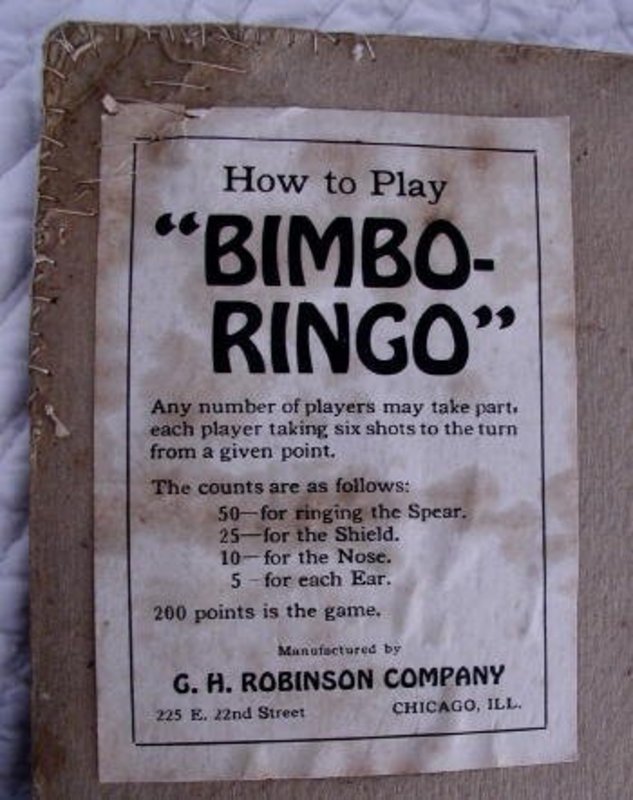 How to Play
“BIMBO-
RINGO”
Any number of players may take part,
each player taking six shots to the turn
from a given point.
The counts are as follows:
50—for ringing the Spear.
25—for the Shield.
10—for the Nose.
5—for each Ear.
200 points is the game.
Manufactured by
G. H. ROBINSON COMPANY
225 E. 22nd Street CHICAGO, ILL.